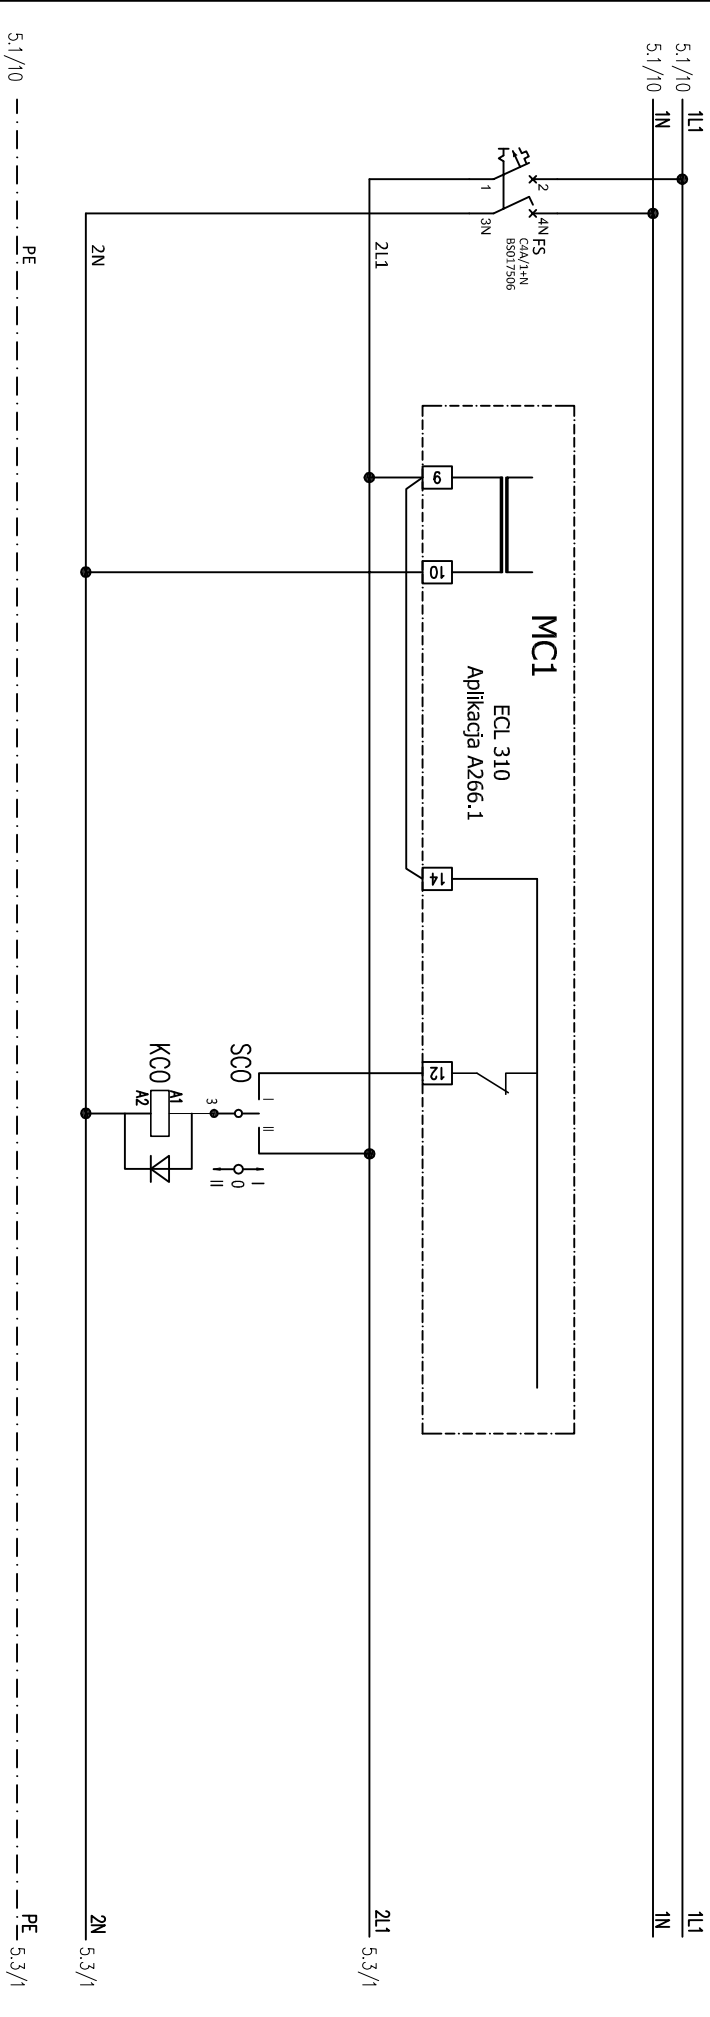 5.1/10
1L1
1L1
5.1/10
1N
1N
2
1
4N
3N
FS
C4A/1+N
BS017506
2L1
2L1
5.3/1
2N
2N
5.3/1
5.1/10
PE
PE
5.3/1
MC1
ECL 310
Aplikacja A266.1
9
10
14
12
SCO
I
II
3
I
0
II
KCO
A1
A2